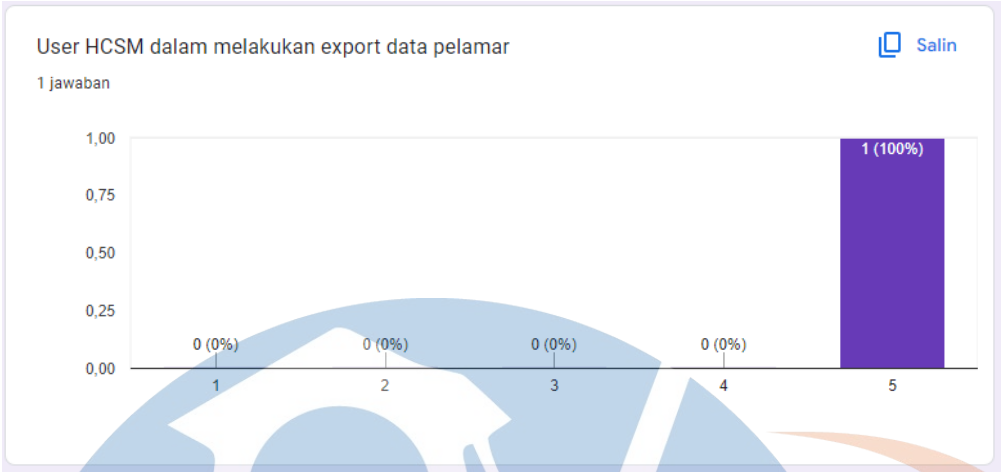 User HCSM dalam melakukan export data pelamar
Salin
1 jawaban
1,00
1 (100%)
0,75
0,50
0,25
0 (0%) 0 (0%) 0 (0%) 0 (0%)
0,00
1 2 3 4 5